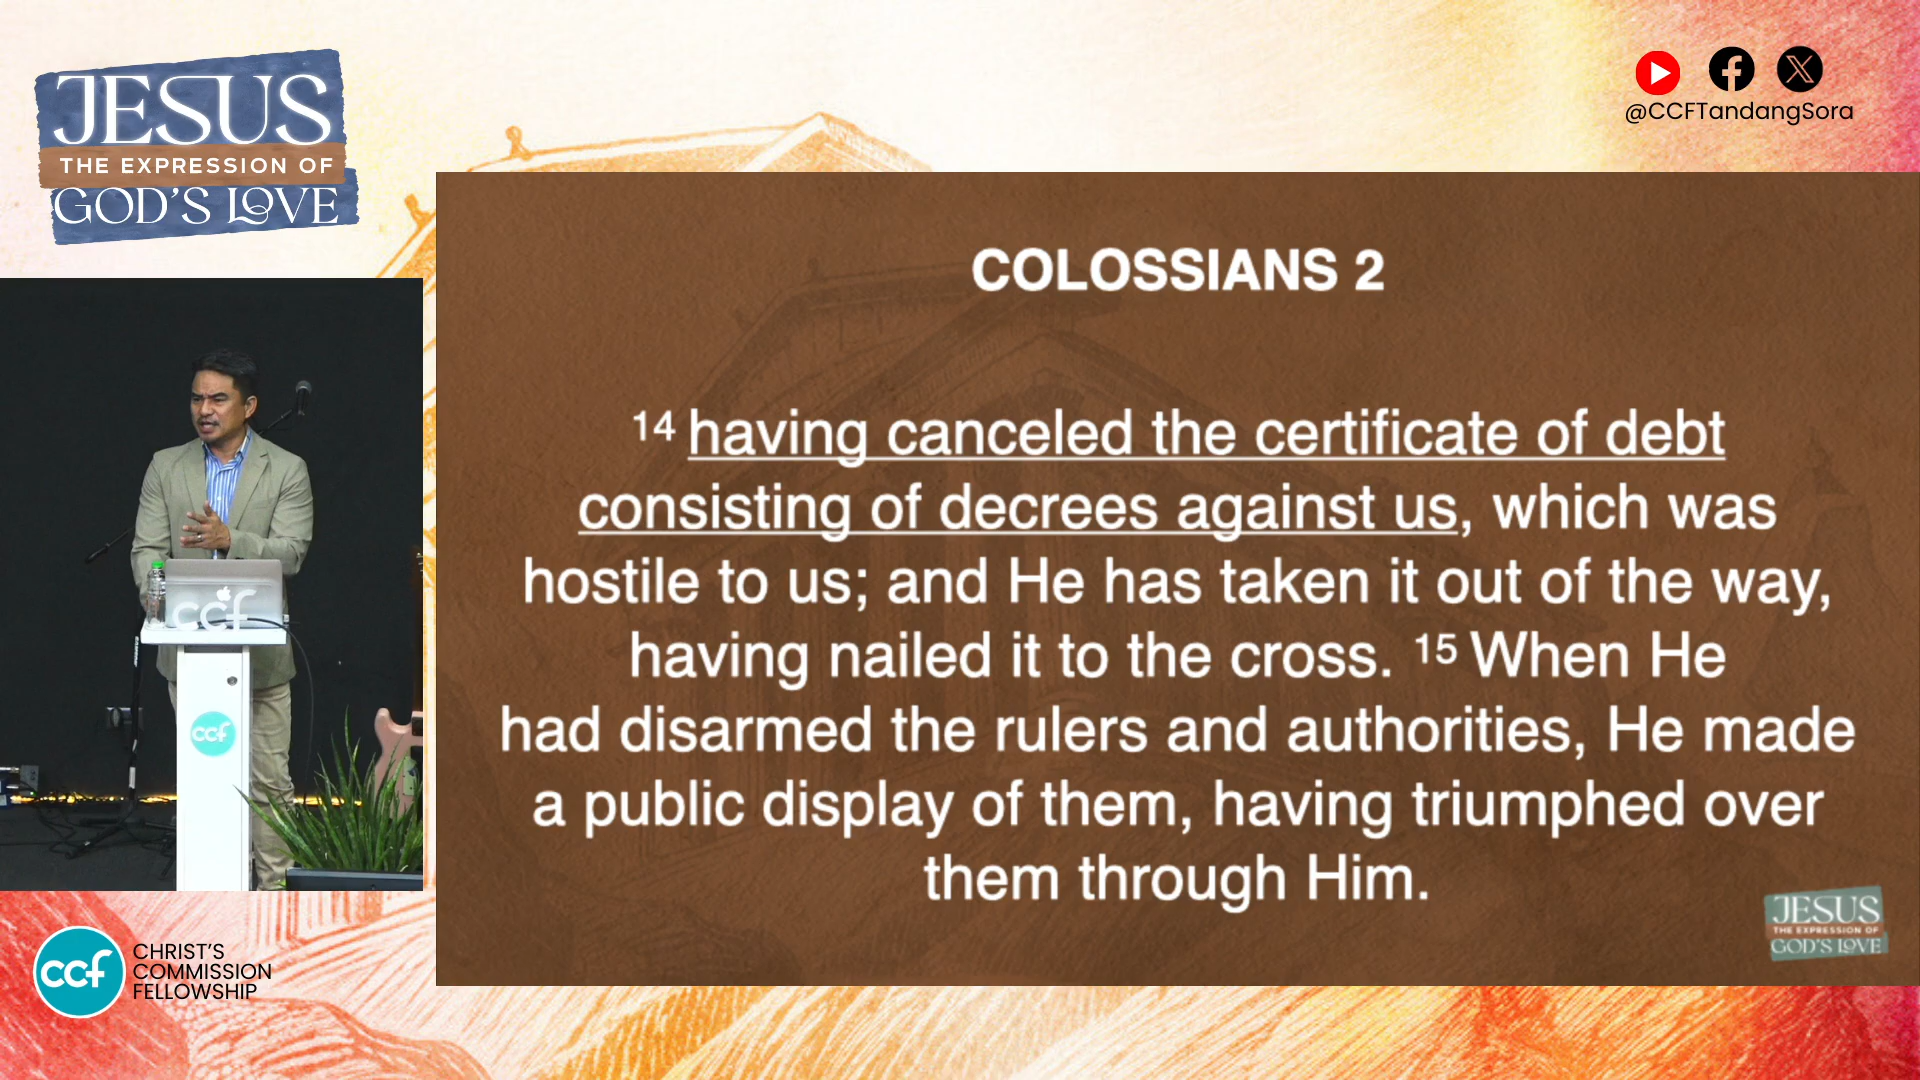 JESUS
THE EXPRESSION OF
GOD'S LOVE
@CCFTandangSora
COLOSSIANS 2
14 having canceled the certificate of debt
consisting of decrees against us, which was
hostile to us; and He has taken it out of the way,
having nailed it to the cross. 15 When He
had disarmed the rulers and authorities, He made
a public display of them, having triumphed over
them through Him.
JESUS
THE EXPRESSION OF
GOD'S LOVE
ccf
ccf
ccf
CHRIST'S
COMMISSION
FELLOWSHIP